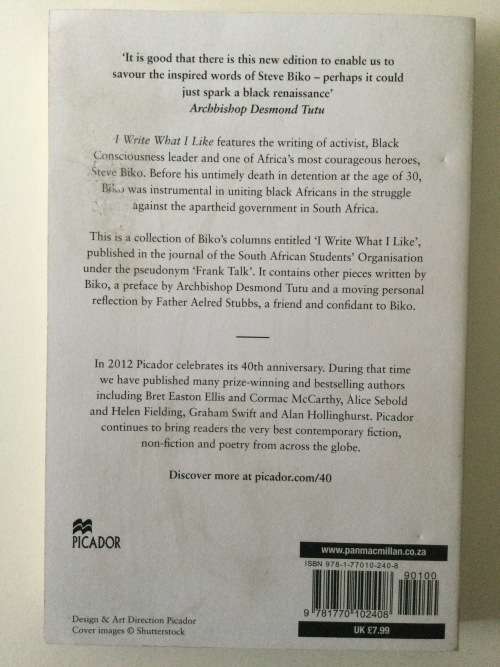 ‘It is good that there is this new edition to enable us to
savour the inspired words of Steve Biko – perhaps it could
just spark a black renaissance’
Archbishop Desmond Tutu
I Write What I Like features the writing of activist, Black
Consciousness leader and one of Africa’s most courageous heroes,
Steve Biko. Before his untimely death in detention at the age of 30,
Biko was instrumental in uniting black Africans in the struggle
against the apartheid government in South Africa.
This is a collection of Biko’s columns entitled ‘I Write What I Like’,
published in the journal of the South African Students’ Organisation
under the pseudonym ‘Frank Talk’. It contains other pieces written by
Biko, a preface by Archbishop Desmond Tutu and a moving personal
reflection by Father Aelred Stubbs, a friend and confidant to Biko.
In 2012 Picador celebrates its 40th anniversary. During that time
we have published many prize-winning and bestselling authors
including Bret Easton Ellis and Cormac McCarthy, Alice Sebold
and Helen Fielding, Graham Swift and Alan Hollinghurst. Picador
continues to bring readers the very best contemporary fiction,
non-fiction and poetry from across the globe.
Discover more at picador.com/40
PICADOR
www.panmacmillan.co.za
ISBN 978-1-77010-240-8
90100
9 781770 102408
UK £7.99
Design & Art Direction Picador
Cover images © Shutterstock